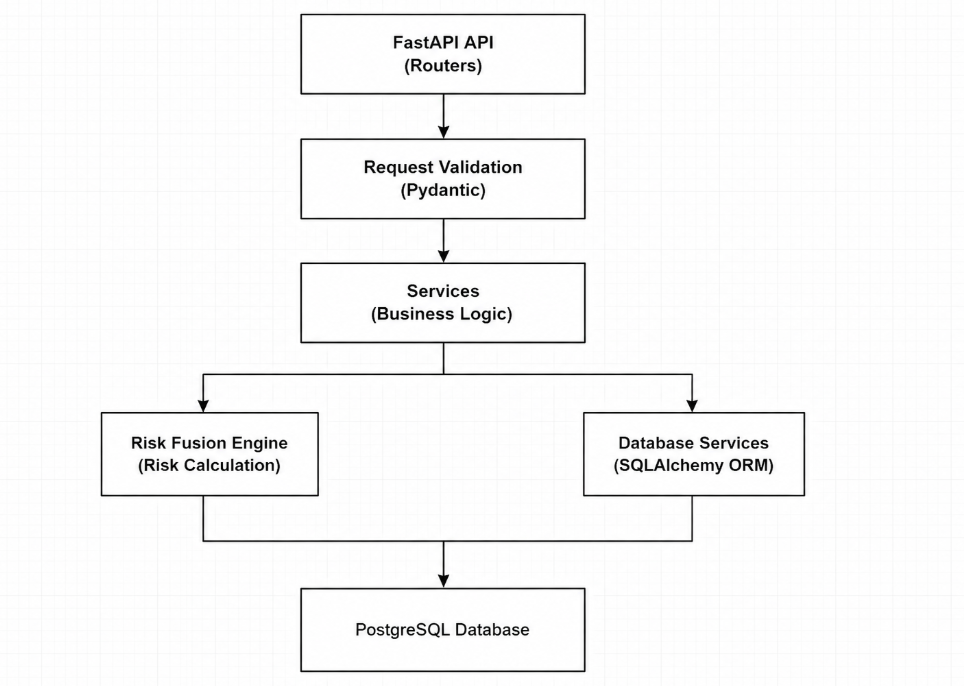 FastAPI API
(Routers)
Request Validation
(Pydantic)
Services
(Business Logic)
Risk Fusion Engine
(Risk Calculation)
Database Services
(SQLAlchemy ORM)
PostgreSQL Database